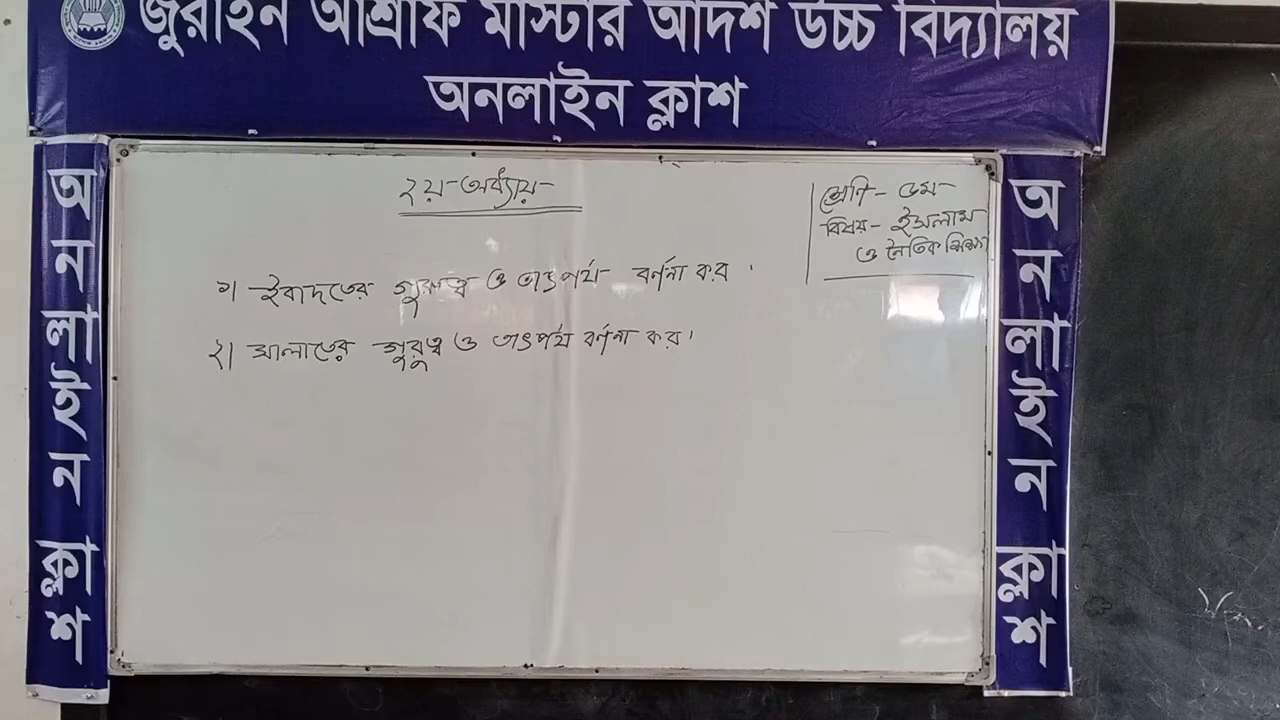 জুরাইন আশ্রাফ মাস্টার আদর্শ উচ্চ বিদ্যালয়
অনলাইন ক্লাশ
২য়-অধ্যায়-
শ্রেণি - ৬ষ্ঠ-
বিষয় - ইসলাম
ও নৈতিক শিক্ষা
১। ইবাদতের গুরুত্ব ও তাৎপর্য বর্ণনা কর।
২। সালাতের গুরুত্ব ও তাৎপর্য বর্ণনা কর।
অনলাইন ক্লাশ
অনলাইন ক্লাশ